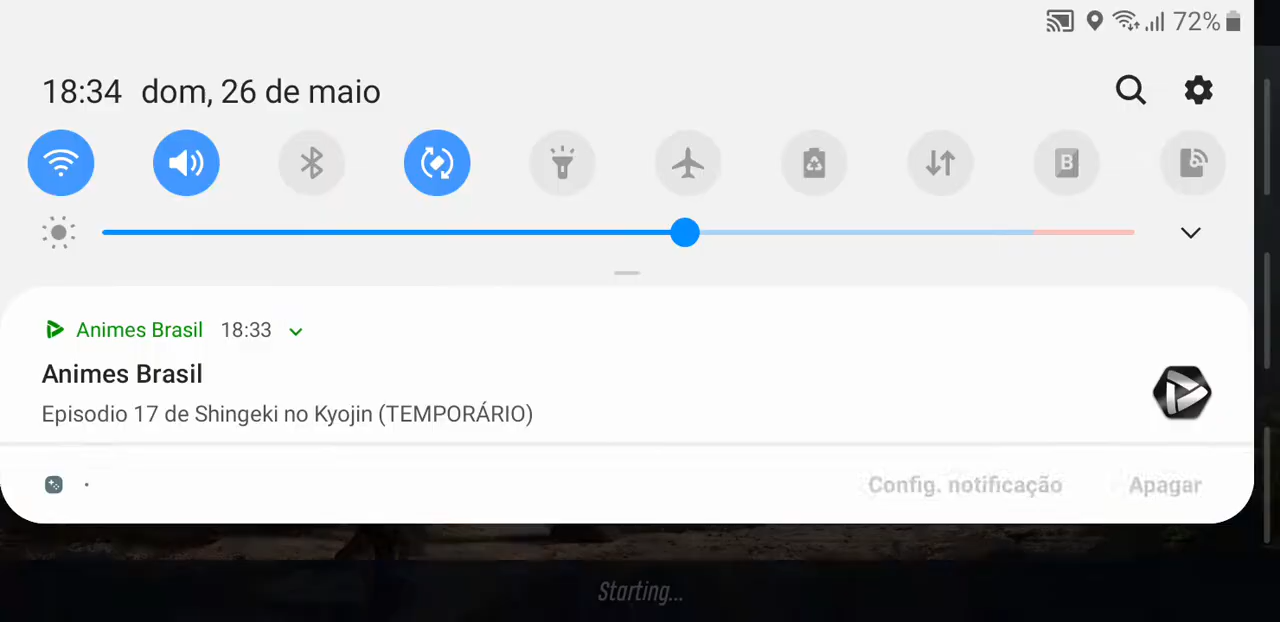 72%
18:34 dom, 26 de maio
B
Animes Brasil 18:33
Animes Brasil
Episodio 17 de Shingeki no Kyojin (TEMPORÁRIO)
Config. notificação Apagar
Starting...